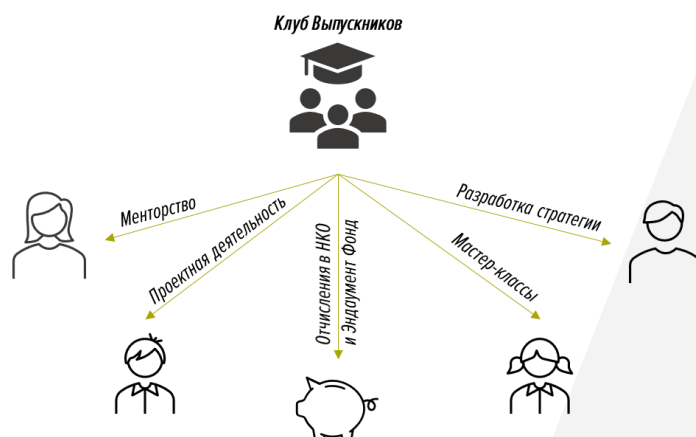 Клуб Выпускников
Менторство
Проектная деятельность
Отчисления в НКО
и Эндаумент Фонд
Мастер-классы
Разработка стратегии